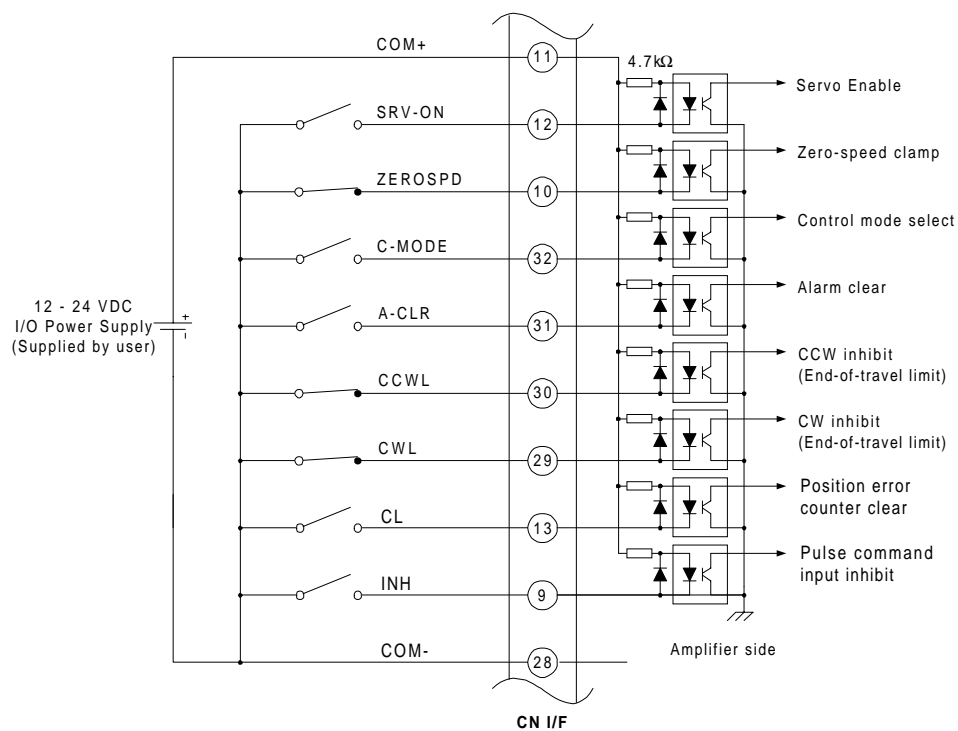 COM+
11
4.7kΩ
Servo Enable
SRV-ON
12
Zero-speed clamp
ZEROSPD
10
Control mode select
C-MODE
32
Alarm clear
12 - 24 VDC
I/O Power Supply
(Supplied by user)
+
-
A-CLR
31
CCW inhibit
(End-of-travel limit)
CCWL
30
CW inhibit
(End-of-travel limit)
CWL
29
Position error
counter clear
CL
13
Pulse command
input inhibit
INH
9
COM-
28
Amplifier side
CN I/F